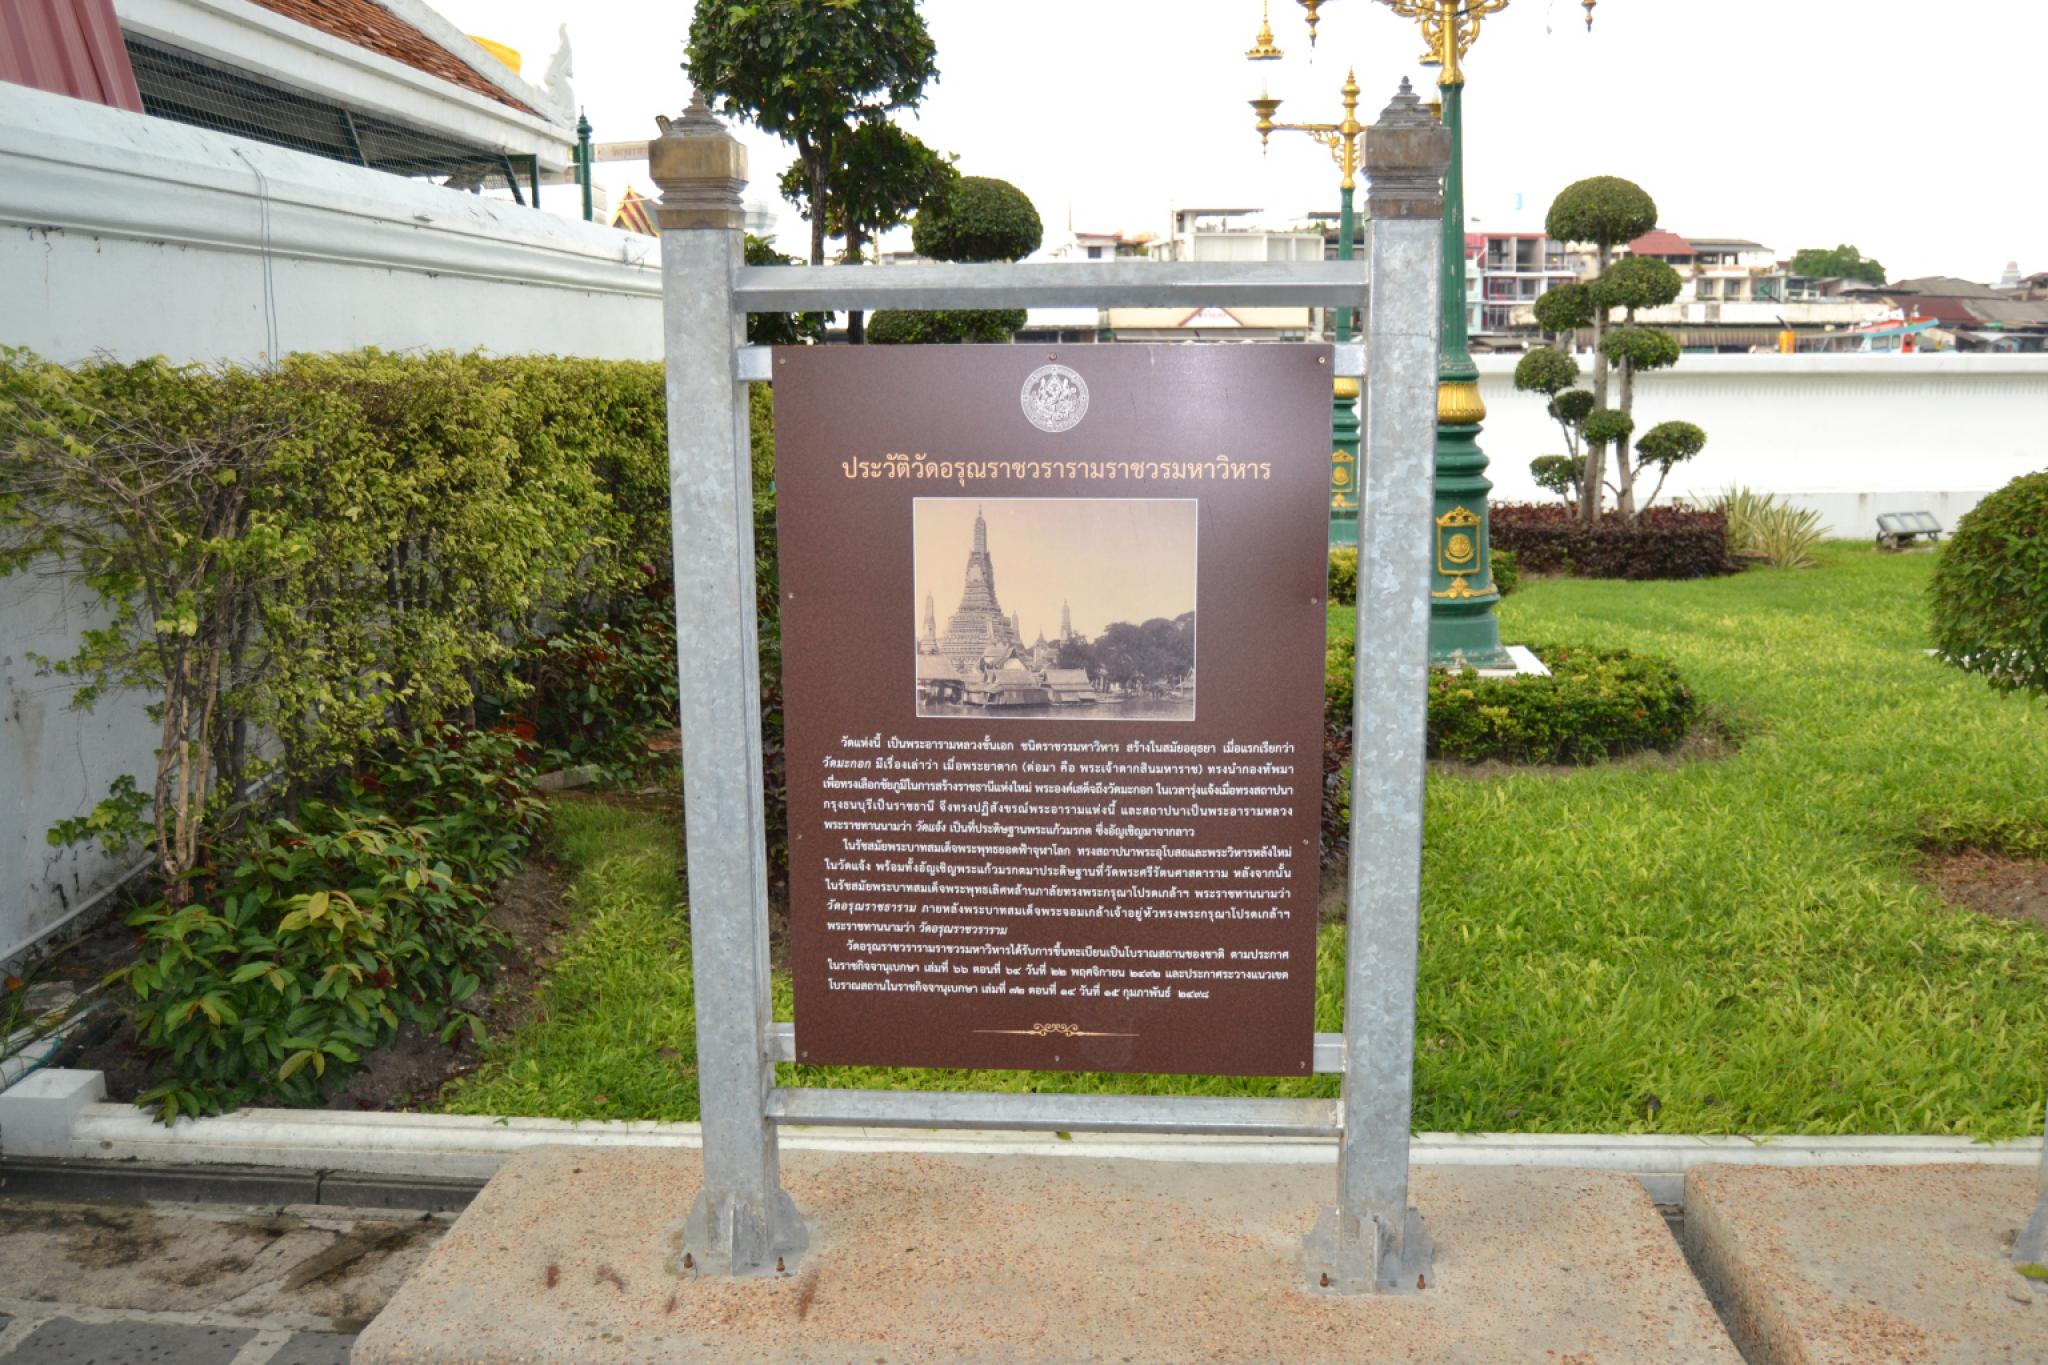 ประวัติวัดอรุณราชวรารามราชวรมหาวิหาร
วัดแห่งนี้ เป็นพระอารามหลวงชั้นเอก ชนิดราชวรมหาวิหาร สร้างในสมัยอยุธยา เมื่อแรกเรียกว่า
วัดมะกอก มีเรื่องเล่าว่า เมื่อพระยาตาก (ต่อมา คือ พระเจ้าตากสินมหาราช) ทรงนำกองทัพมา
เพื่อทรงเลือกชัยภูมิในการสร้างราชธานีแห่งใหม่ พระองค์เสด็จถึงวัดมะกอก ในเวลารุ่งแจ้งเมื่อทรงสถาปนา
กรุงธนบุรีเป็นราชธานี จึงทรงปฏิสังขรณ์พระอารามแห่งนี้ และสถาปนาเป็นพระอารามหลวง
พระราชทานนามว่า วัดแจ้ง เป็นที่ประดิษฐานพระแก้วมรกต ซึ่งอัญเชิญมาจากลาว
ในรัชสมัยพระบาทสมเด็จพระพุทธยอดฟ้าจุฬาโลก ทรงสถาปนาพระอุโบสถและพระวิหารหลังใหม่
ในวัดแจ้ง พร้อมทั้งอัญเชิญพระแก้วมรกตมาประดิษฐานที่วัดพระศรีรัตนศาสดาราม หลังจากนั้น
ในรัชสมัยพระบาทสมเด็จพระพุทธเลิศหล้านภาลัยทรงพระกรุณาโปรดเกล้าฯ พระราชทานนามว่า
วัดอรุณราชธาราม ภายหลังพระบาทสมเด็จพระจอมเกล้าเจ้าอยู่หัวทรงพระกรุณาโปรดเกล้าฯ
พระราชทานนามว่า วัดอรุณราชวราราม
วัดอรุณราชวรารามราชวรมหาวิหารได้รับการขึ้นทะเบียนเป็นโบราณสถานของชาติ ตามประกาศ
ในราชกิจจานุเบกษา เล่มที่ ๖๖ ตอนที่ ๖๔ วันที่ ๒๒ พฤศจิกายน ๒๔๙๒ และประกาศระวางแนวเขต
โบราณสถานในราชกิจจานุเบกษา เล่มที่ ๗๒ ตอนที่ ๑๔ วันที่ ๑๕ กุมภาพันธ์ ๒๔๙๘